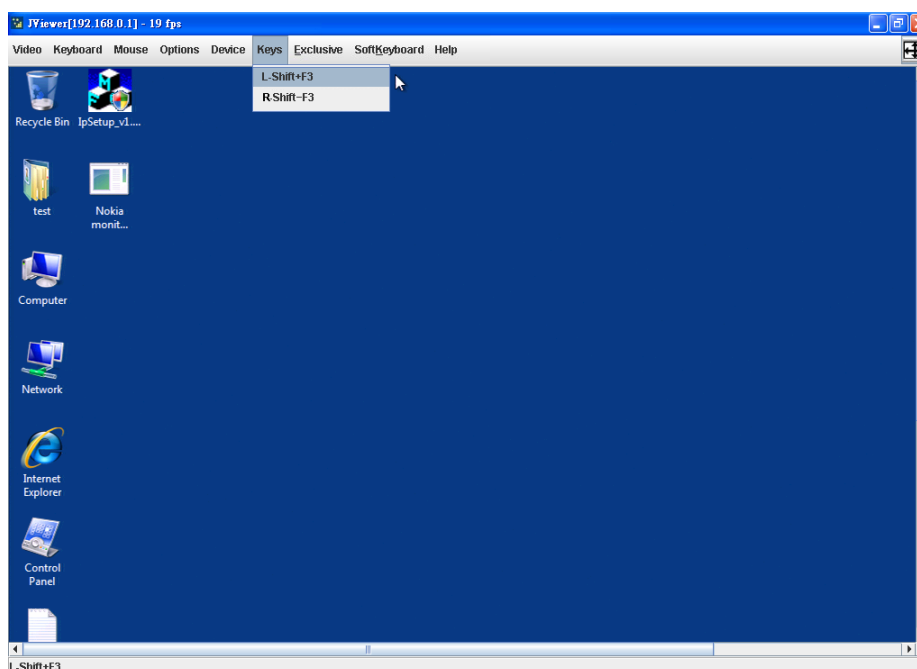 JViewer[192.168.0.1] - 19 fps
Video Keyboard Mouse Options Device Keys Exclusive SoftKeyboard Help
L-Shift+F3
R-Shift-F3
Recycle Bin
IpSetup_v1....
test
Nokia
monit...
Computer
Network
Internet
Explorer
Control
Panel
L-Shift+F3